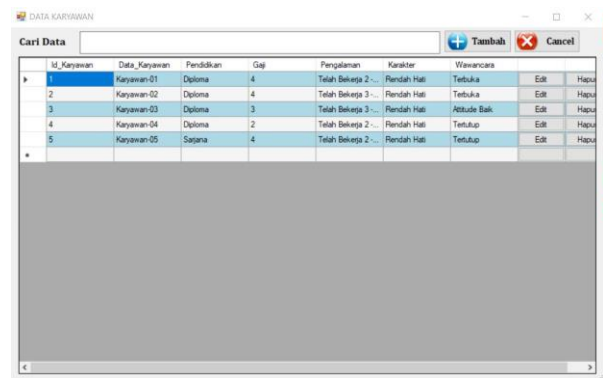 DATA KARYAWAN
Cari Data Tambah Cancel
Id_Karyawan Data_Karyawan Pendidikan Gaji Pengalaman Karakter Wawancara
1 Karyawan-01 Diploma 4 Telah Bekerja 2 -... Rendah Hati Terbuka Edit Hapu
2 Karyawan-02 Diploma 4 Telah Bekerja 3 -... Rendah Hati Terbuka Edit Hapu
3 Karyawan-03 Diploma 3 Telah Bekerja 3 -... Rendah Hati Attitude Baik Edit Hapu
4 Karyawan-04 Diploma 2 Telah Bekerja 2 -... Rendah Hati Tertutup Edit Hapu
5 Karyawan-05 Sarjana 4 Telah Bekerja 2 -... Rendah Hati Tertutup Edit Hapu